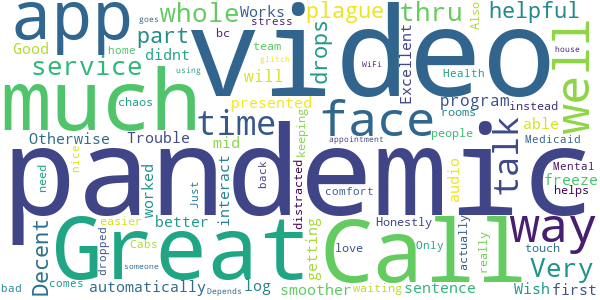 app
video
whole
Works
goes
stress
plague
thru
Also
helpful
Good
home
part
bc
team
drops
WiFi
Excellent
Health
well
service
didnt
will
glitch
using
house
much
chaos
presented
face
program
instead
rooms
able
time
Otherwise
Trouble
mid
keeping
talk
people
Medicaid
pandemic
appointment
need
nice
worked
Just
interact
back
distracted
comfort
audio
Mental
freeze
helps
Great
Call
way
Decent
dropped
easier
better
Cabs
someone
getting
love
Honestly
Only
actually
really
touch
Very
bad
comes
automatically
Depends
log
smoother
waiting
sentence
Wish
first